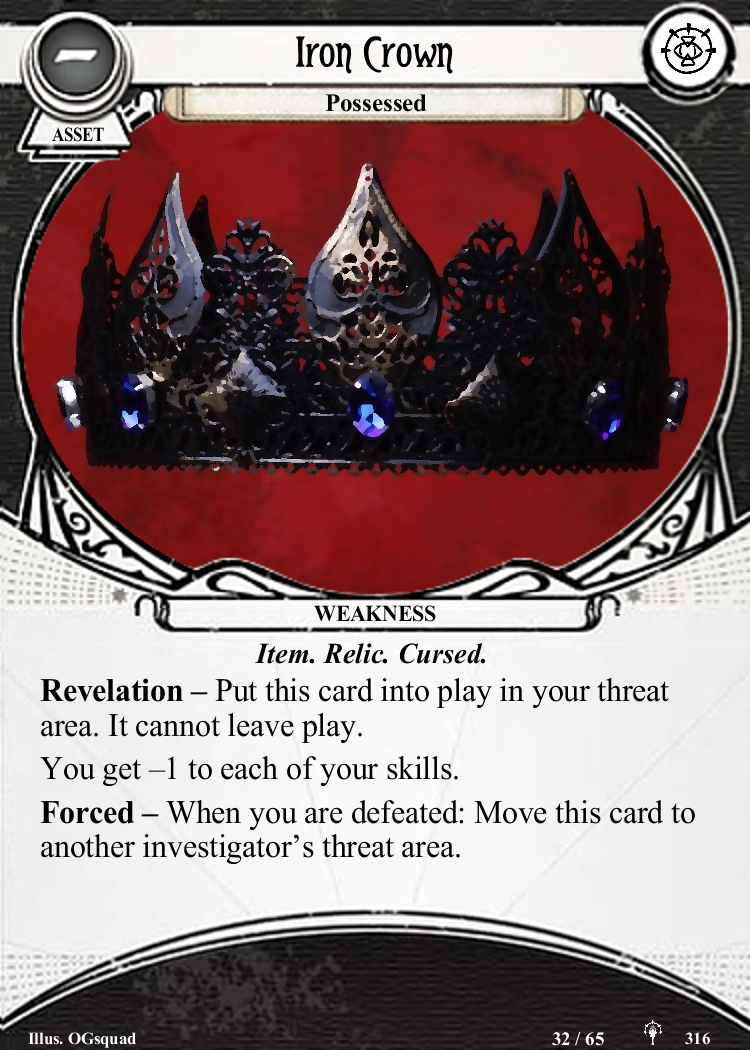 –
Iron Crown
ASSET
Possessed
WEAKNESS
Item. Relic. Cursed.
Revelation – Put this card into play in your threat
area. It cannot leave play.
You get –1 to each of your skills.
Forced – When you are defeated: Move this card to
another investigator’s threat area.
Illus. OGsquad
32 / 65
316